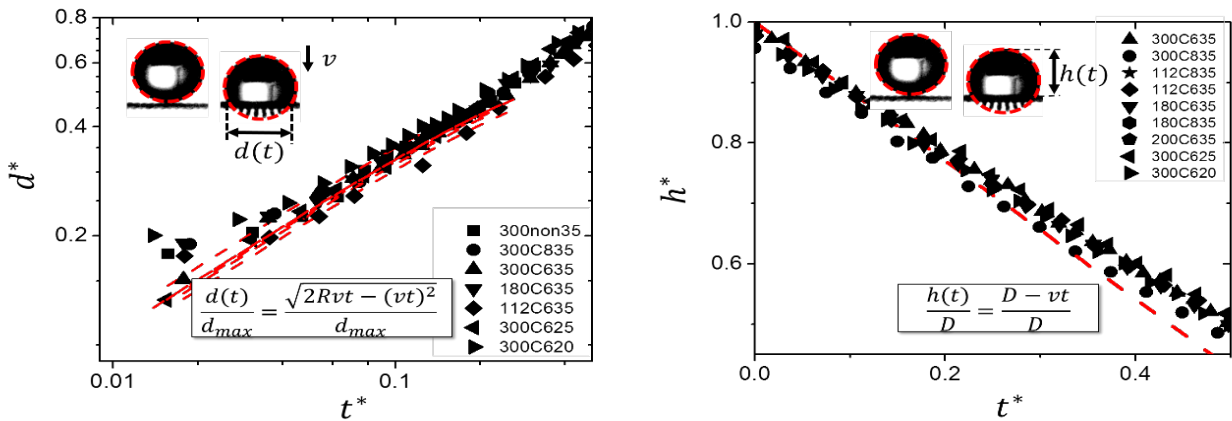 0.8
0.6
0.4
0.2
d*
0.01
0.1
t*
v
d(t)
300non35
300C835
300C635
180C635
112C635
300C625
300C620
d(t)/d_max = √(2Rvt − (vt)²)/d_max
1.0
0.8
0.6
h*
0.0
0.2
0.4
t*
h(t)
300C635
300C835
112C835
112C635
180C635
180C835
200C635
300C625
300C620
h(t)/D = (D − vt)/D